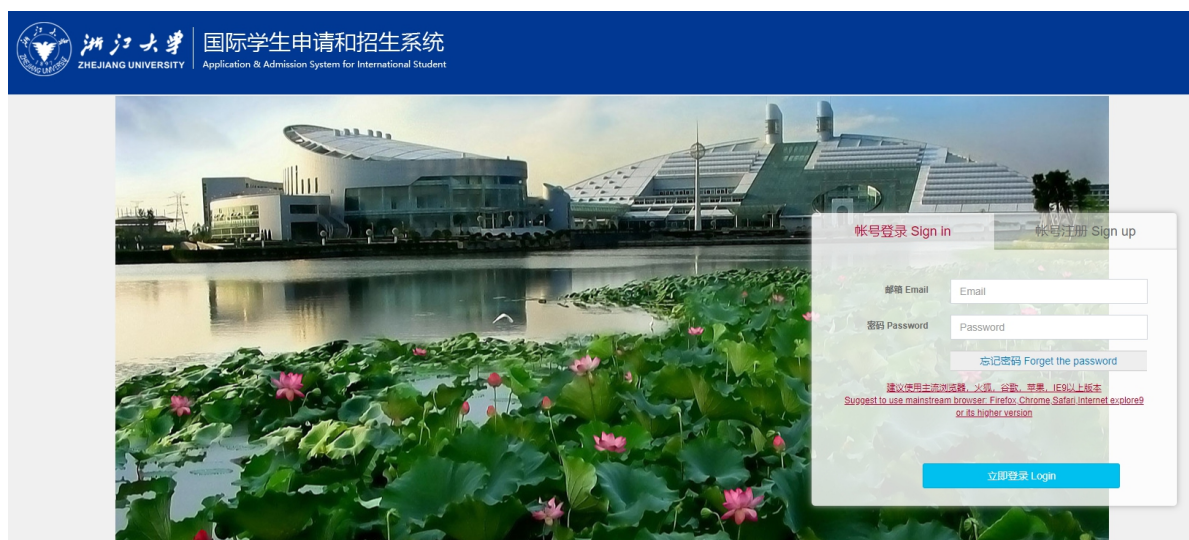 浙江大学
ZHEJIANG UNIVERSITY
国际学生申请和招生系统
Application & Admission System for International Student
帐号登录 Sign in
帐号注册 Sign up
邮箱 Email
Email
密码 Password
Password
忘记密码 Forget the password
建议使用主流浏览器，火狐，谷歌，苹果，IE9以上版本
Suggest to use mainstream browser: Firefox,Chrome,Safari,Internet explore9
or its higher version
立即登录 Login